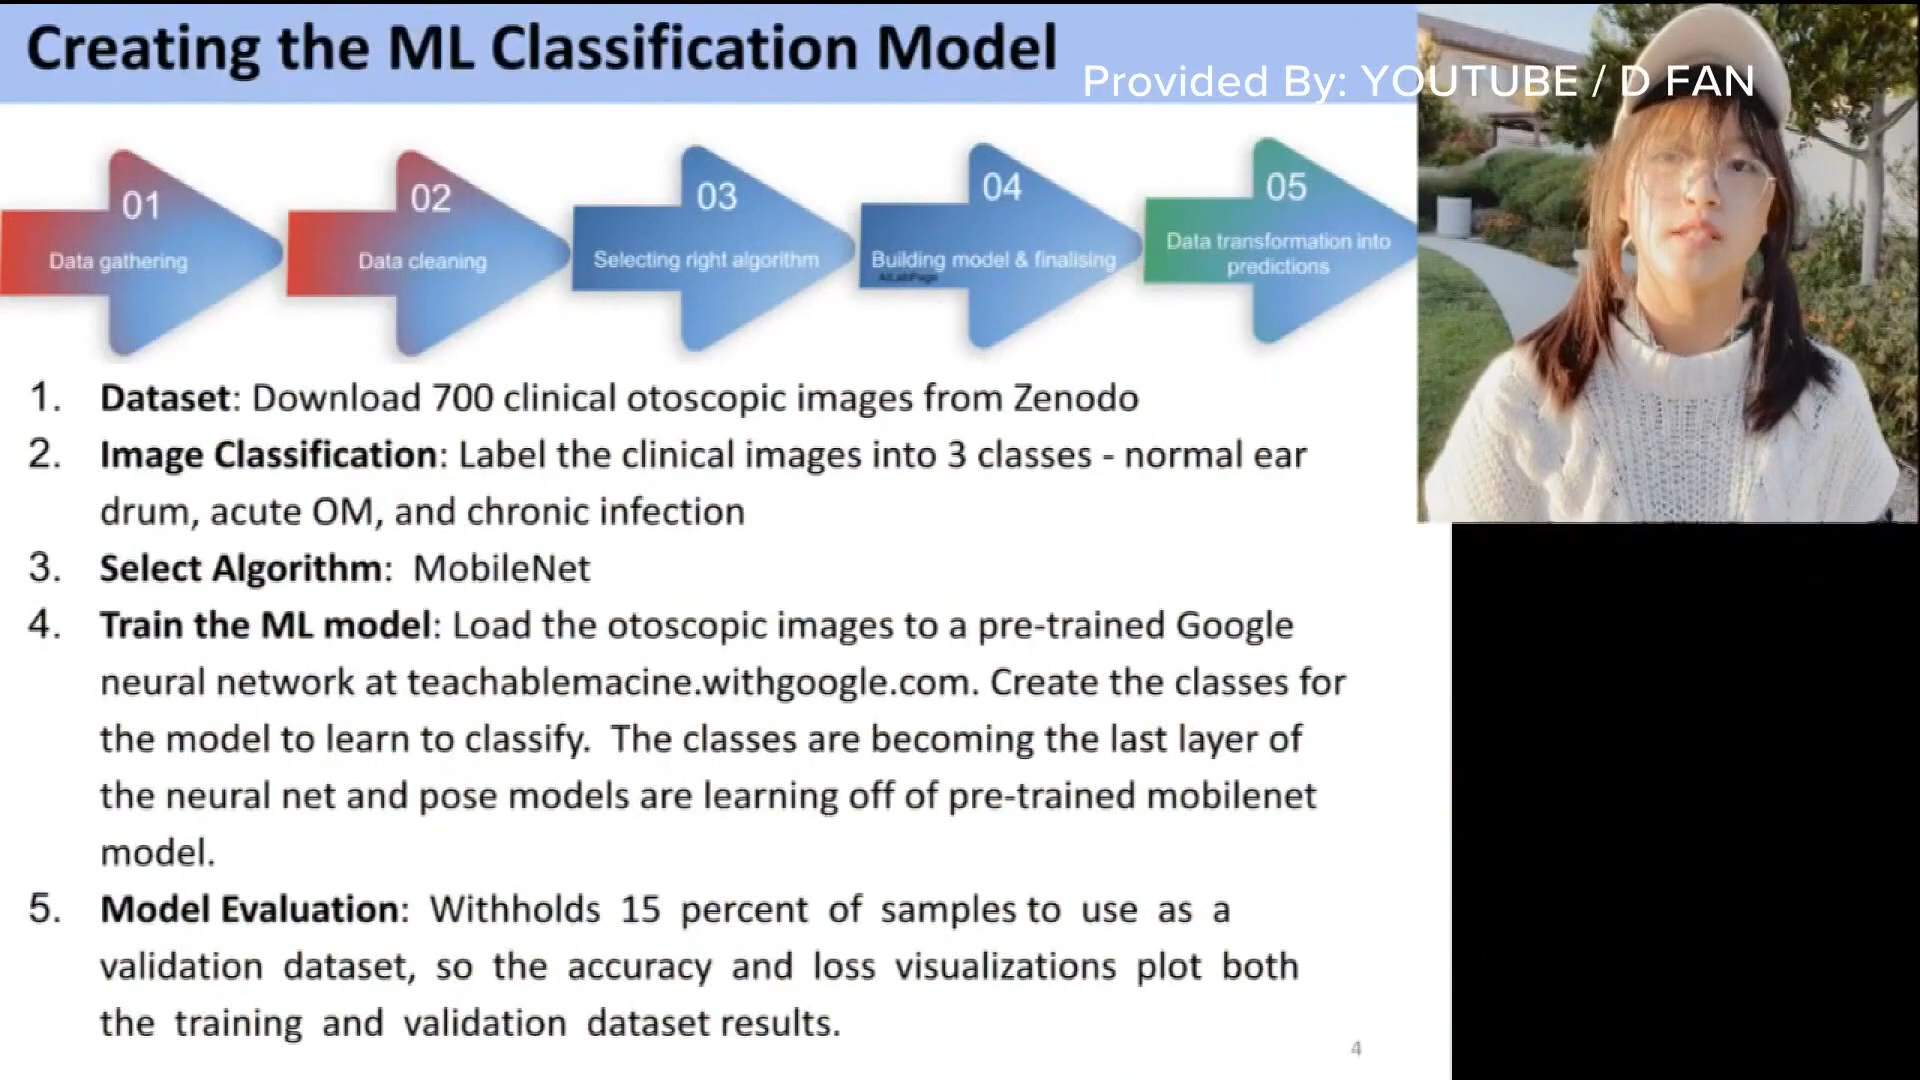 Creating the ML Classification Model
Provided By: YOUTUBE / D FAN
01
Data gathering
02
Data cleaning
03
Selecting right algorithm
04
Building model & finalising
AILabPage
05
Data transformation into
predictions
1. Dataset: Download 700 clinical otoscopic images from Zenodo
2. Image Classification: Label the clinical images into 3 classes - normal ear
drum, acute OM, and chronic infection
3. Select Algorithm: MobileNet
4. Train the ML model: Load the otoscopic images to a pre-trained Google
neural network at teachablemacine.withgoogle.com. Create the classes for
the model to learn to classify. The classes are becoming the last layer of
the neural net and pose models are learning off of pre-trained mobilenet
model.
5. Model Evaluation: Withholds 15 percent of samples to use as a
validation dataset, so the accuracy and loss visualizations plot both
the training and validation dataset results.
4